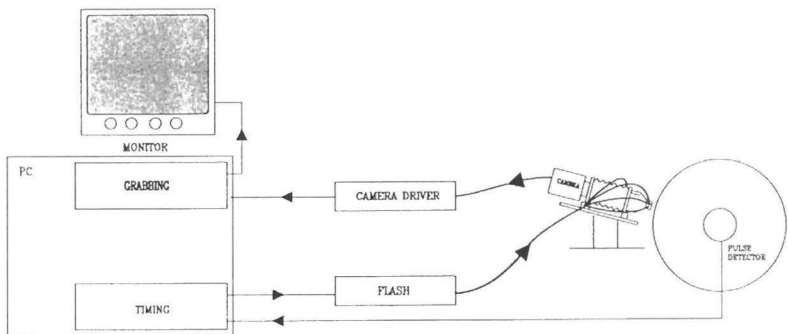 MONITOR
PC
GRABBING
CAMERA DRIVER
CAMERA
PULSE
DETECTOR
FLASH
TIMING